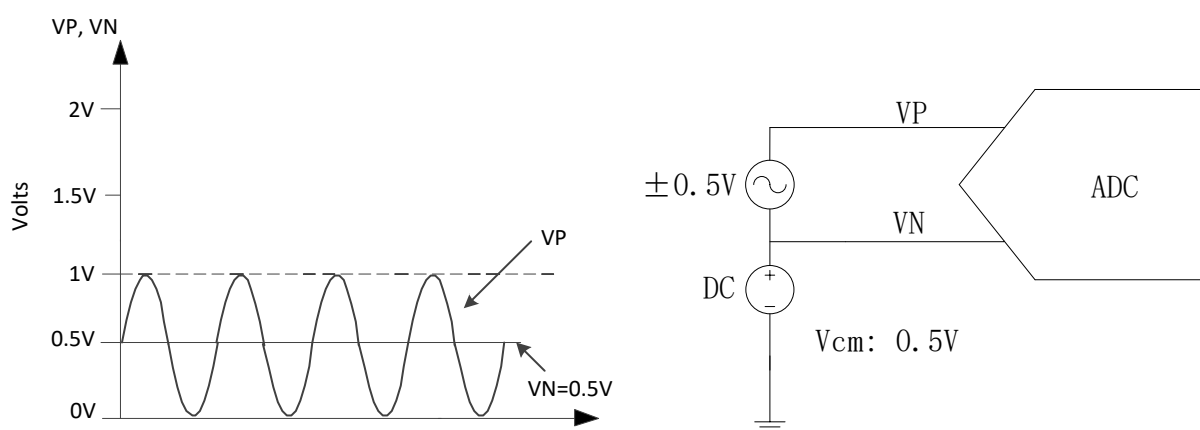 VP, VN
2V
1.5V
Volts
VP
1V
0.5V
VN=0.5V
0V
VP
±0.5V
ADC
VN
DC
Vcm: 0.5V